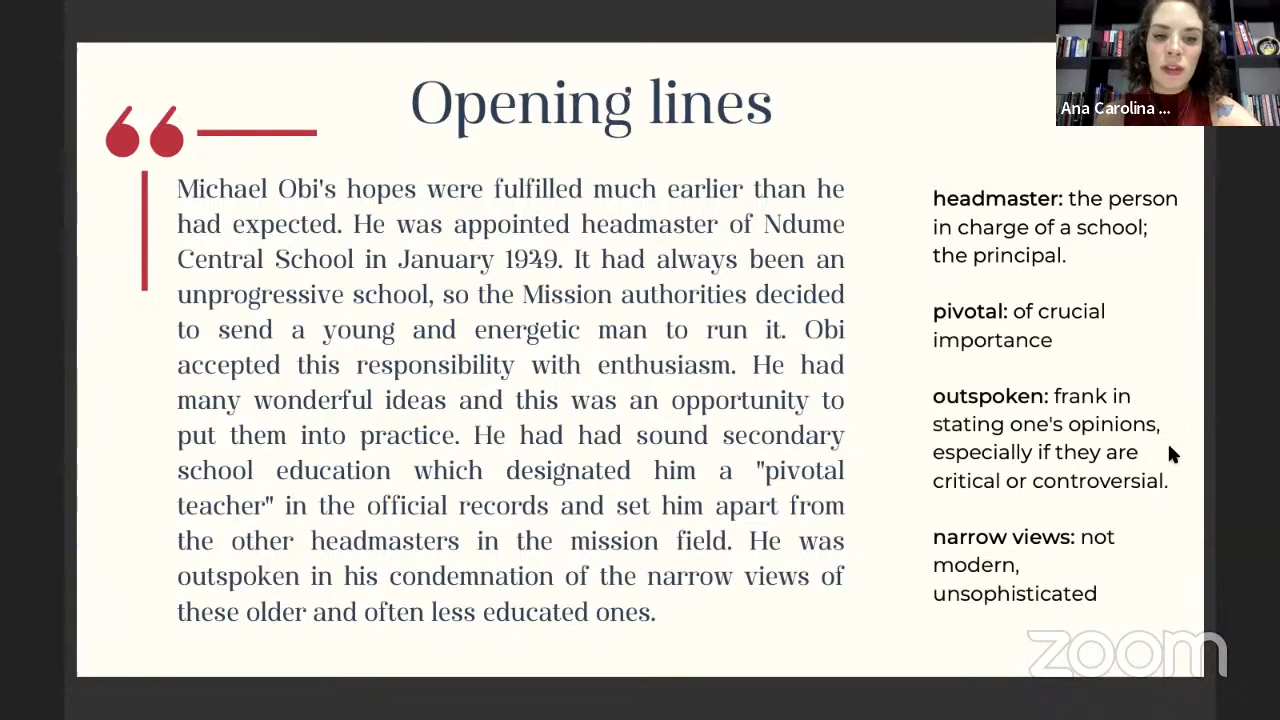 Opening lines
Ana Carolina ...
Michael Obi's hopes were fulfilled much earlier than he
had expected. He was appointed headmaster of Ndume
Central School in January 1949. It had always been an
unprogressive school, so the Mission authorities decided
to send a young and energetic man to run it. Obi
accepted this responsibility with enthusiasm. He had
many wonderful ideas and this was an opportunity to
put them into practice. He had had sound secondary
school education which designated him a "pivotal
teacher" in the official records and set him apart from
the other headmasters in the mission field. He was
outspoken in his condemnation of the narrow views of
these older and often less educated ones.
headmaster: the person
in charge of a school;
the principal.
pivotal: of crucial
importance
outspoken: frank in
stating one's opinions,
especially if they are
critical or controversial.
narrow views: not
modern,
unsophisticated
zoom